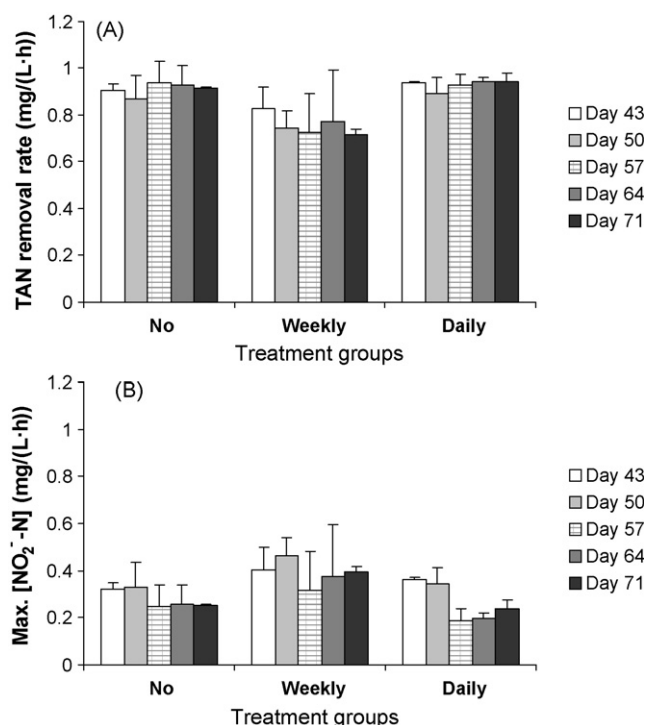 (A)
TAN removal rate (mg/(L·h))
1.2
1
0.8
0.6
0.4
0.2
0
No Weekly Daily
Treatment groups
Day 43
Day 50
Day 57
Day 64
Day 71
(B)
Max. [NO₂⁻-N] (mg/(L·h))
1.2
1
0.8
0.6
0.4
0.2
0
No Weekly Daily
Treatment groups
Day 43
Day 50
Day 57
Day 64
Day 71